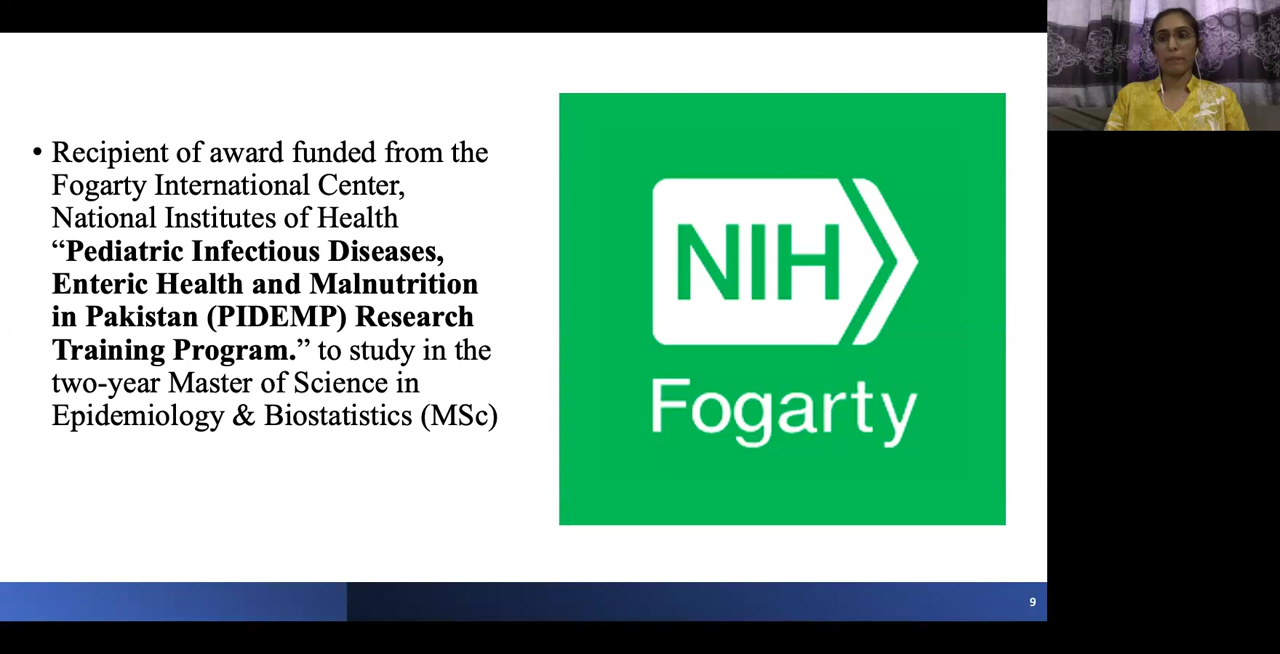 • Recipient of award funded from the
Fogarty International Center,
National Institutes of Health
“Pediatric Infectious Diseases,
Enteric Health and Malnutrition
in Pakistan (PIDEMP) Research
Training Program.” to study in the
two-year Master of Science in
Epidemiology & Biostatistics (MSc)
NIH
Fogarty
9